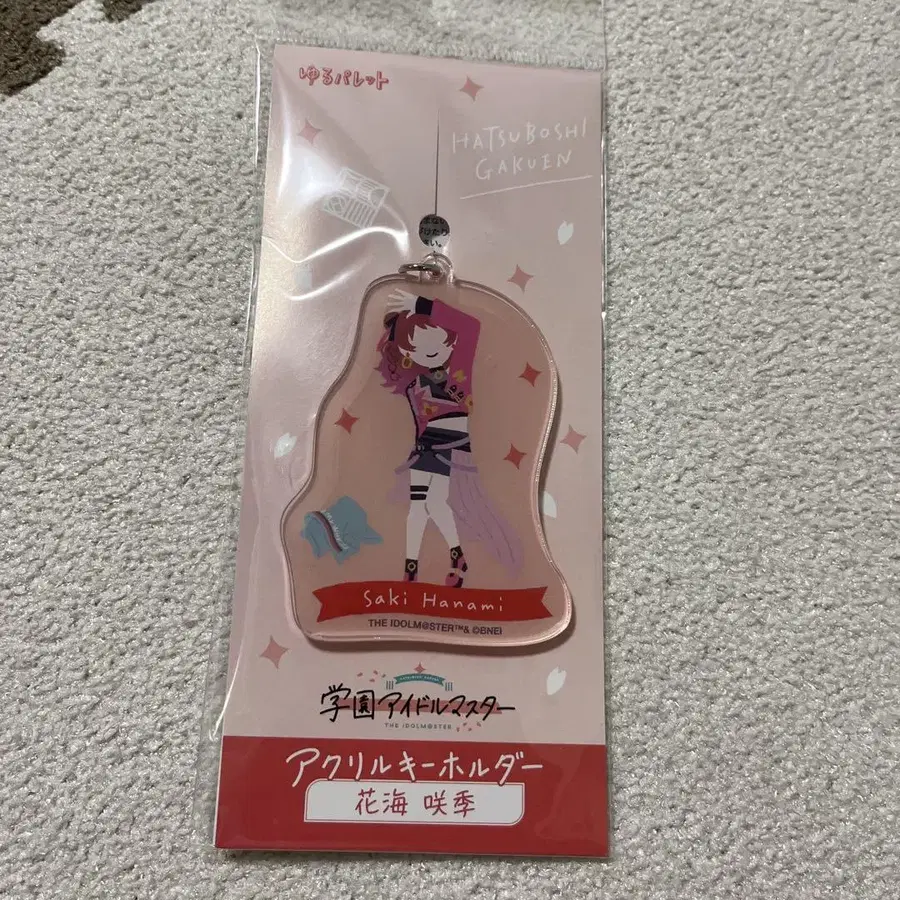 ゆるパレット
HATSUBOSHI
GAKUEN
Saki Hanami
THE IDOLM@STER™& ©BNEI
学園アイドルマスター
THE IDOLM@STER
アクリルキーホルダー
花海 咲季